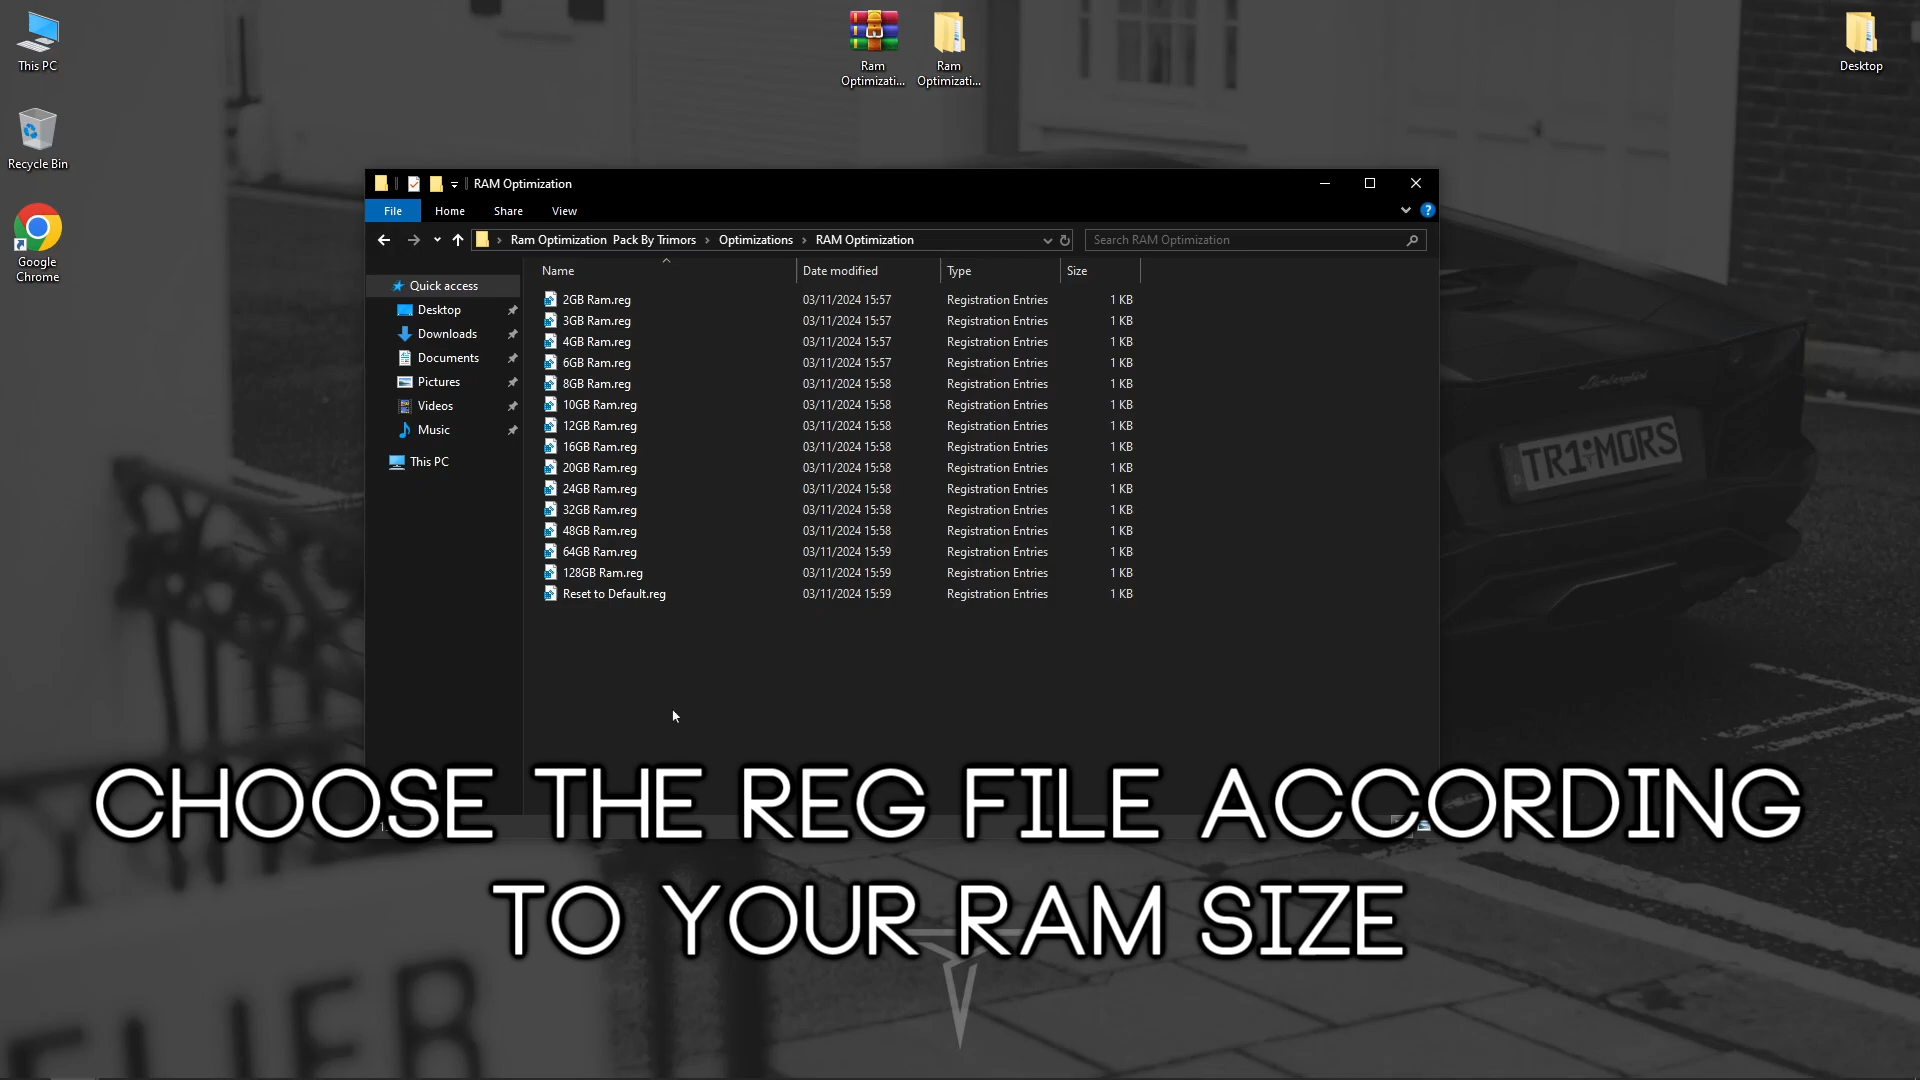 This PC
Recycle Bin
Google
Chrome
Ram
Optimizati...
Ram
Optimizati...
Desktop
RAM Optimization
File Home Share View
Ram Optimization Pack By Trimors > Optimizations > RAM Optimization
Search RAM Optimization
Name Date modified Type Size
Quick access
Desktop
Downloads
Documents
Pictures
Videos
Music
This PC
2GB Ram.reg 03/11/2024 15:57 Registration Entries 1 KB
3GB Ram.reg 03/11/2024 15:57 Registration Entries 1 KB
4GB Ram.reg 03/11/2024 15:57 Registration Entries 1 KB
6GB Ram.reg 03/11/2024 15:57 Registration Entries 1 KB
8GB Ram.reg 03/11/2024 15:58 Registration Entries 1 KB
10GB Ram.reg 03/11/2024 15:58 Registration Entries 1 KB
12GB Ram.reg 03/11/2024 15:58 Registration Entries 1 KB
16GB Ram.reg 03/11/2024 15:58 Registration Entries 1 KB
20GB Ram.reg 03/11/2024 15:58 Registration Entries 1 KB
24GB Ram.reg 03/11/2024 15:58 Registration Entries 1 KB
32GB Ram.reg 03/11/2024 15:58 Registration Entries 1 KB
48GB Ram.reg 03/11/2024 15:58 Registration Entries 1 KB
64GB Ram.reg 03/11/2024 15:59 Registration Entries 1 KB
128GB Ram.reg 03/11/2024 15:59 Registration Entries 1 KB
Reset to Default.reg 03/11/2024 15:59 Registration Entries 1 KB
Lamborghini
TR1MORS
CHOOSE THE REG FILE ACCORDING
TO YOUR RAM SIZE